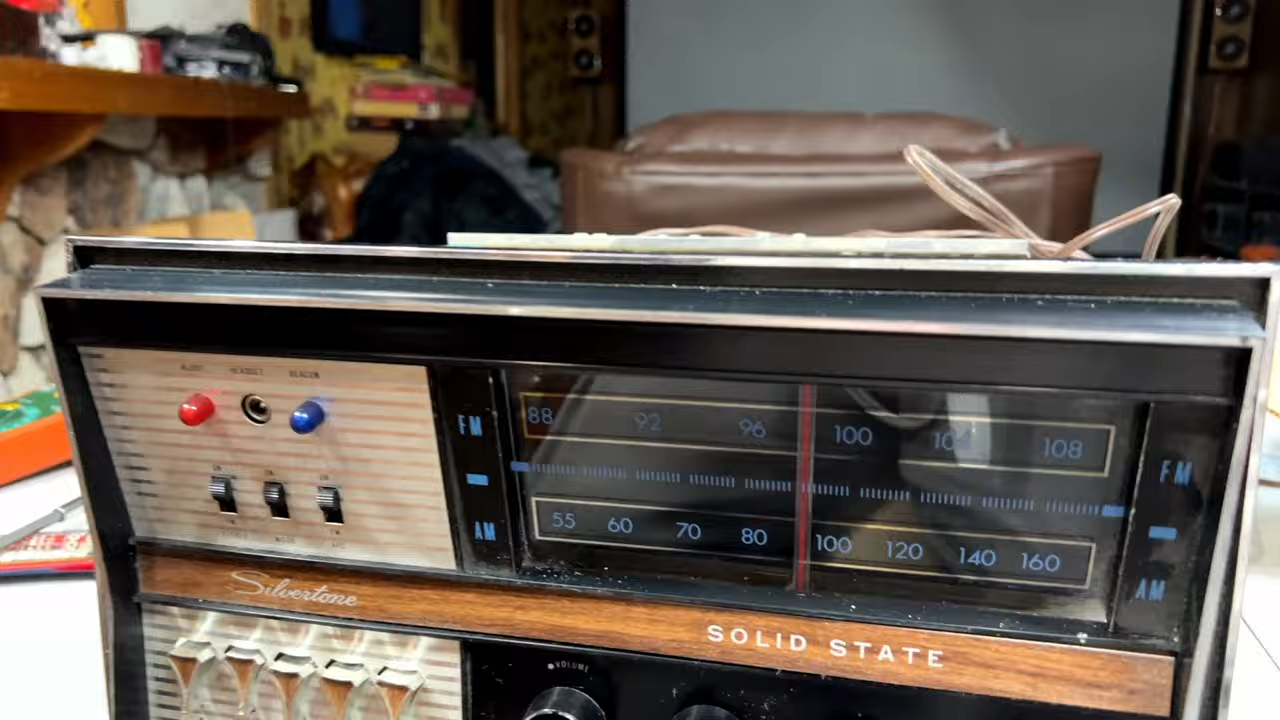 HEADSET BEACON
FM 88 92 96 100 104 108 FM
AM 55 60 70 80 100 120 140 160 AM
Silvertone
SOLID STATE
VOLUME